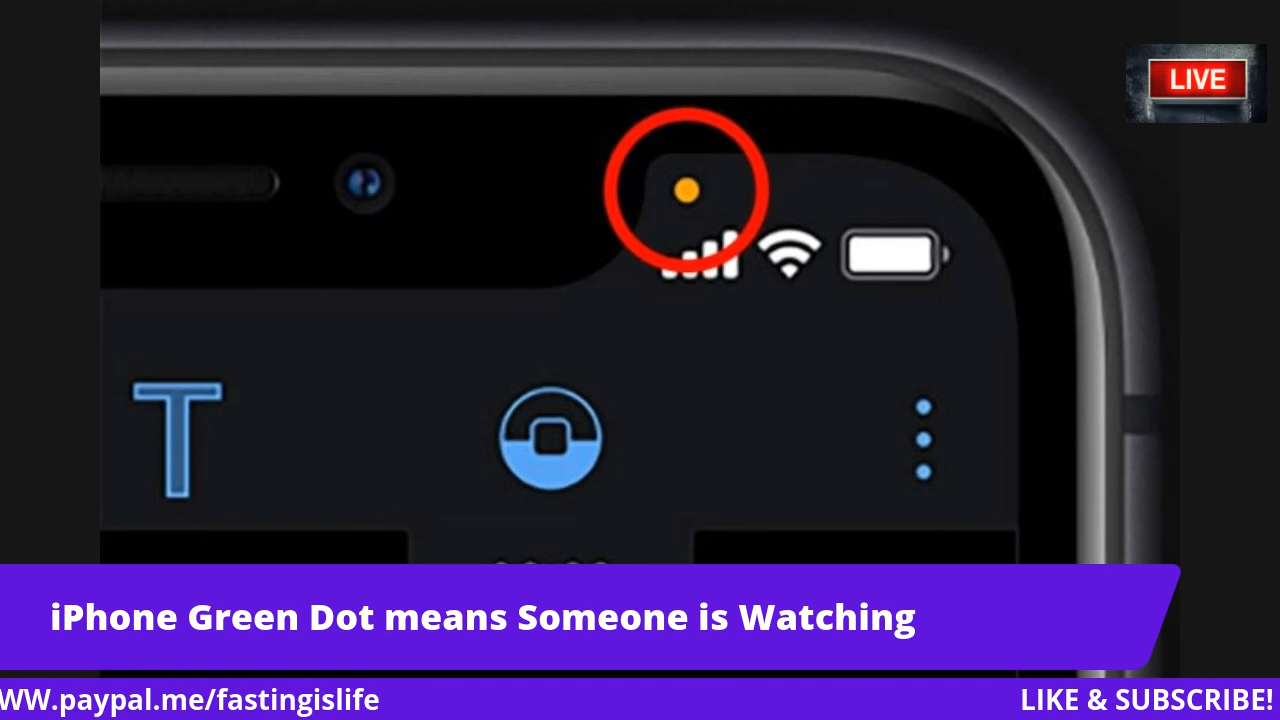 LIVE
T
iPhone Green Dot means Someone is Watching
WW.paypal.me/fastingislife
LIKE & SUBSCRIBE!